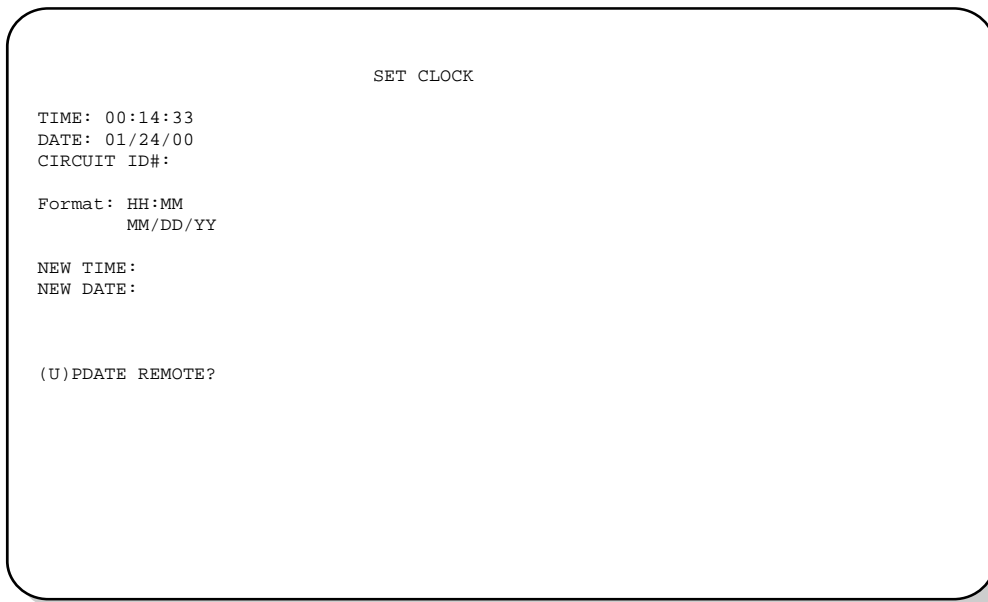 SET CLOCK
TIME: 00:14:33
DATE: 01/24/00
CIRCUIT ID#:
Format: HH:MM
MM/DD/YY
NEW TIME:
NEW DATE:
(U)PDATE REMOTE?